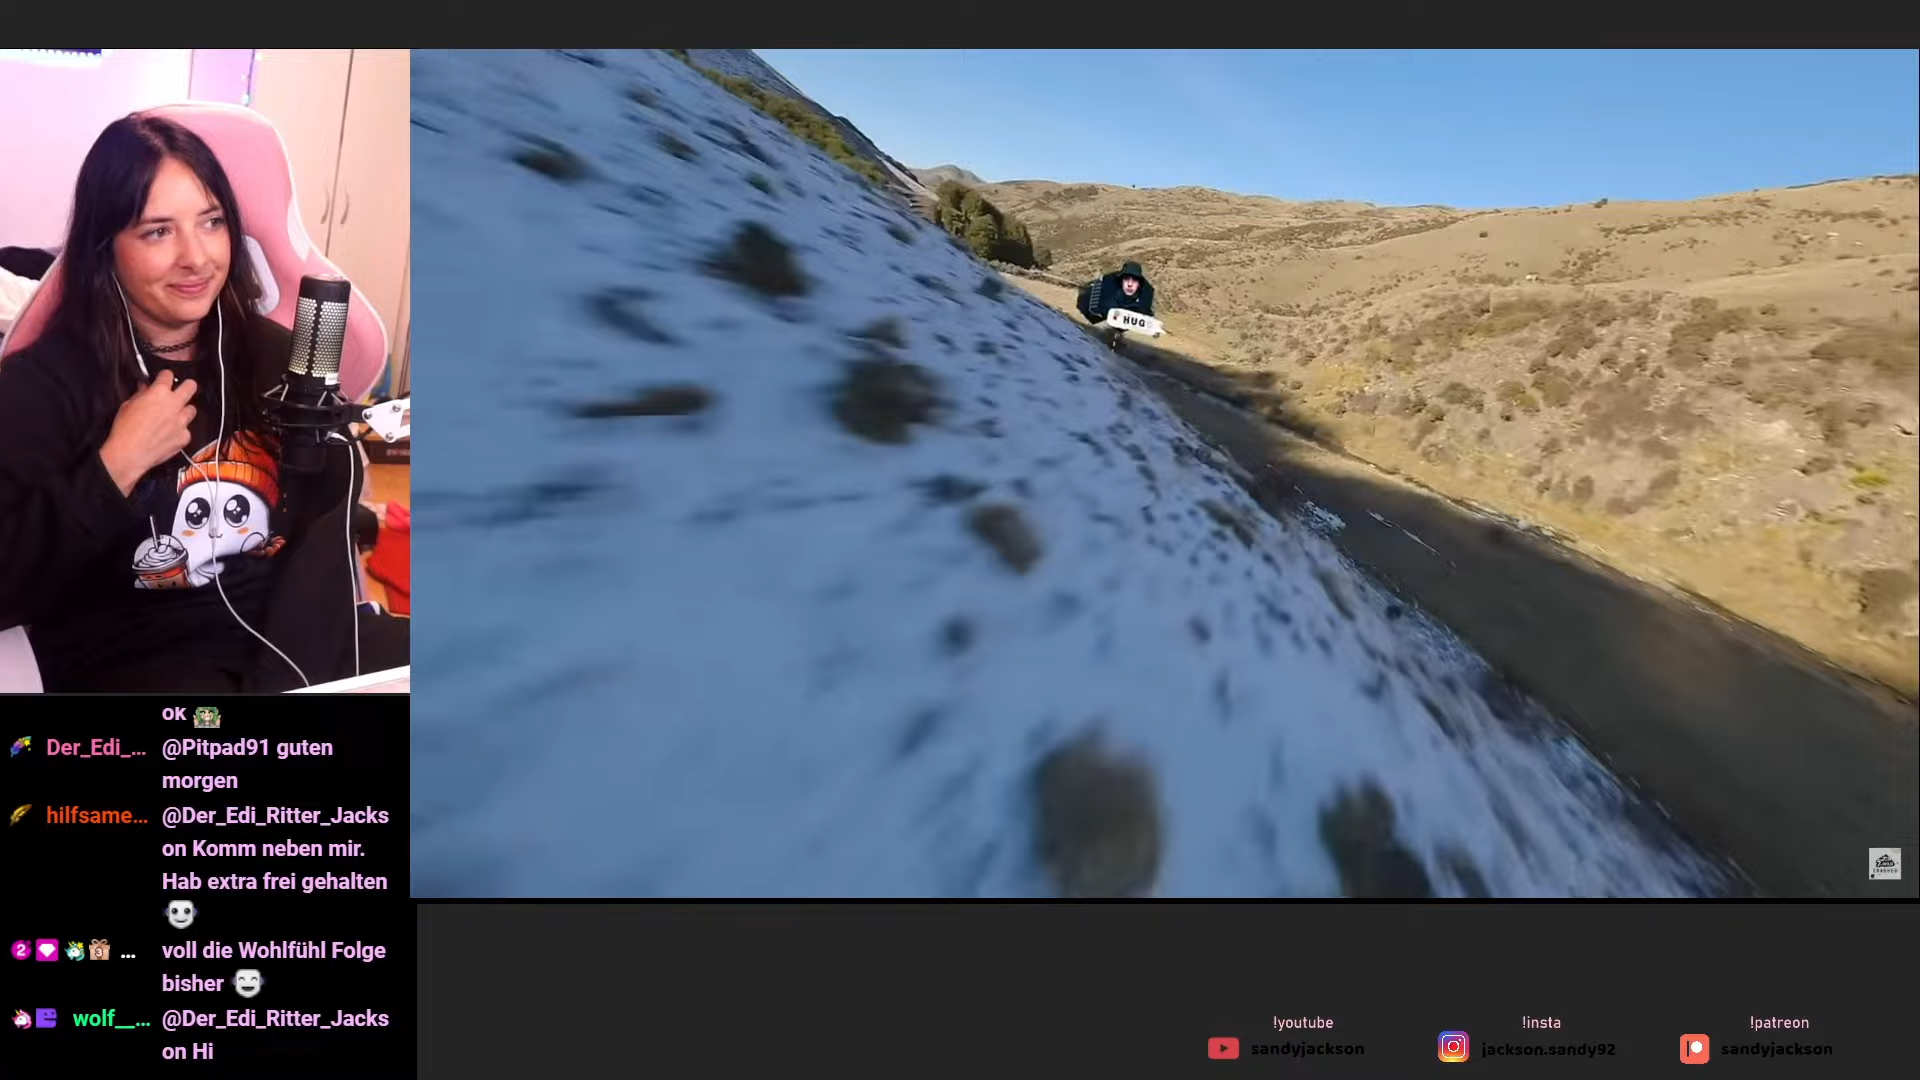 HUG
ok
Der_Edi_... @Pitpad91 guten
morgen
hilfsame... @Der_Edi_Ritter_Jacks
on Komm neben mir.
Hab extra frei gehalten
... voll die Wohlfühl Folge
bisher
wolf__... @Der_Edi_Ritter_Jacks
on Hi
!youtube
sandyjackson
!insta
jackson.sandy92
!patreon
sandyjackson